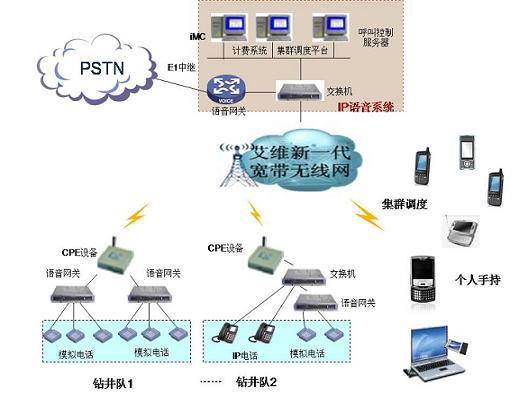 iMC
计费系统
集群调度平台
呼叫控制
服务器
PSTN
E1中继
VOICE
语音网关
交换机
IP语音系统
艾维新一代
宽带无线网
集群调度
CPE设备
语音网关
语音网关
模拟电话
模拟电话
CPE设备
交换机
语音网关
IP电话
模拟电话
个人手持
钻井队1
......
钻井队2